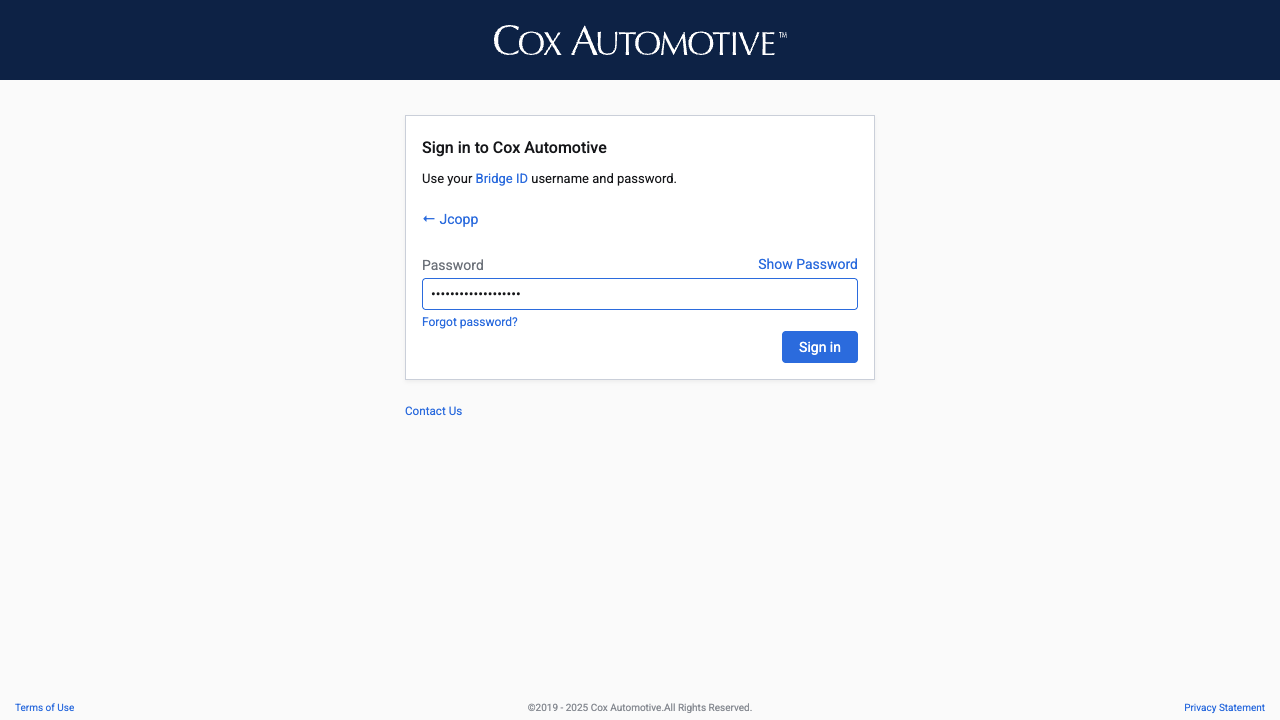 COX AUTOMOTIVE™
Sign in to Cox Automotive
Use your Bridge ID username and password.
← Jcopp
Password
Show Password
•••••••••••••••••••
Forgot password?
Sign in
Contact Us
Terms of Use
©2019 - 2025 Cox Automotive.All Rights Reserved.
Privacy Statement